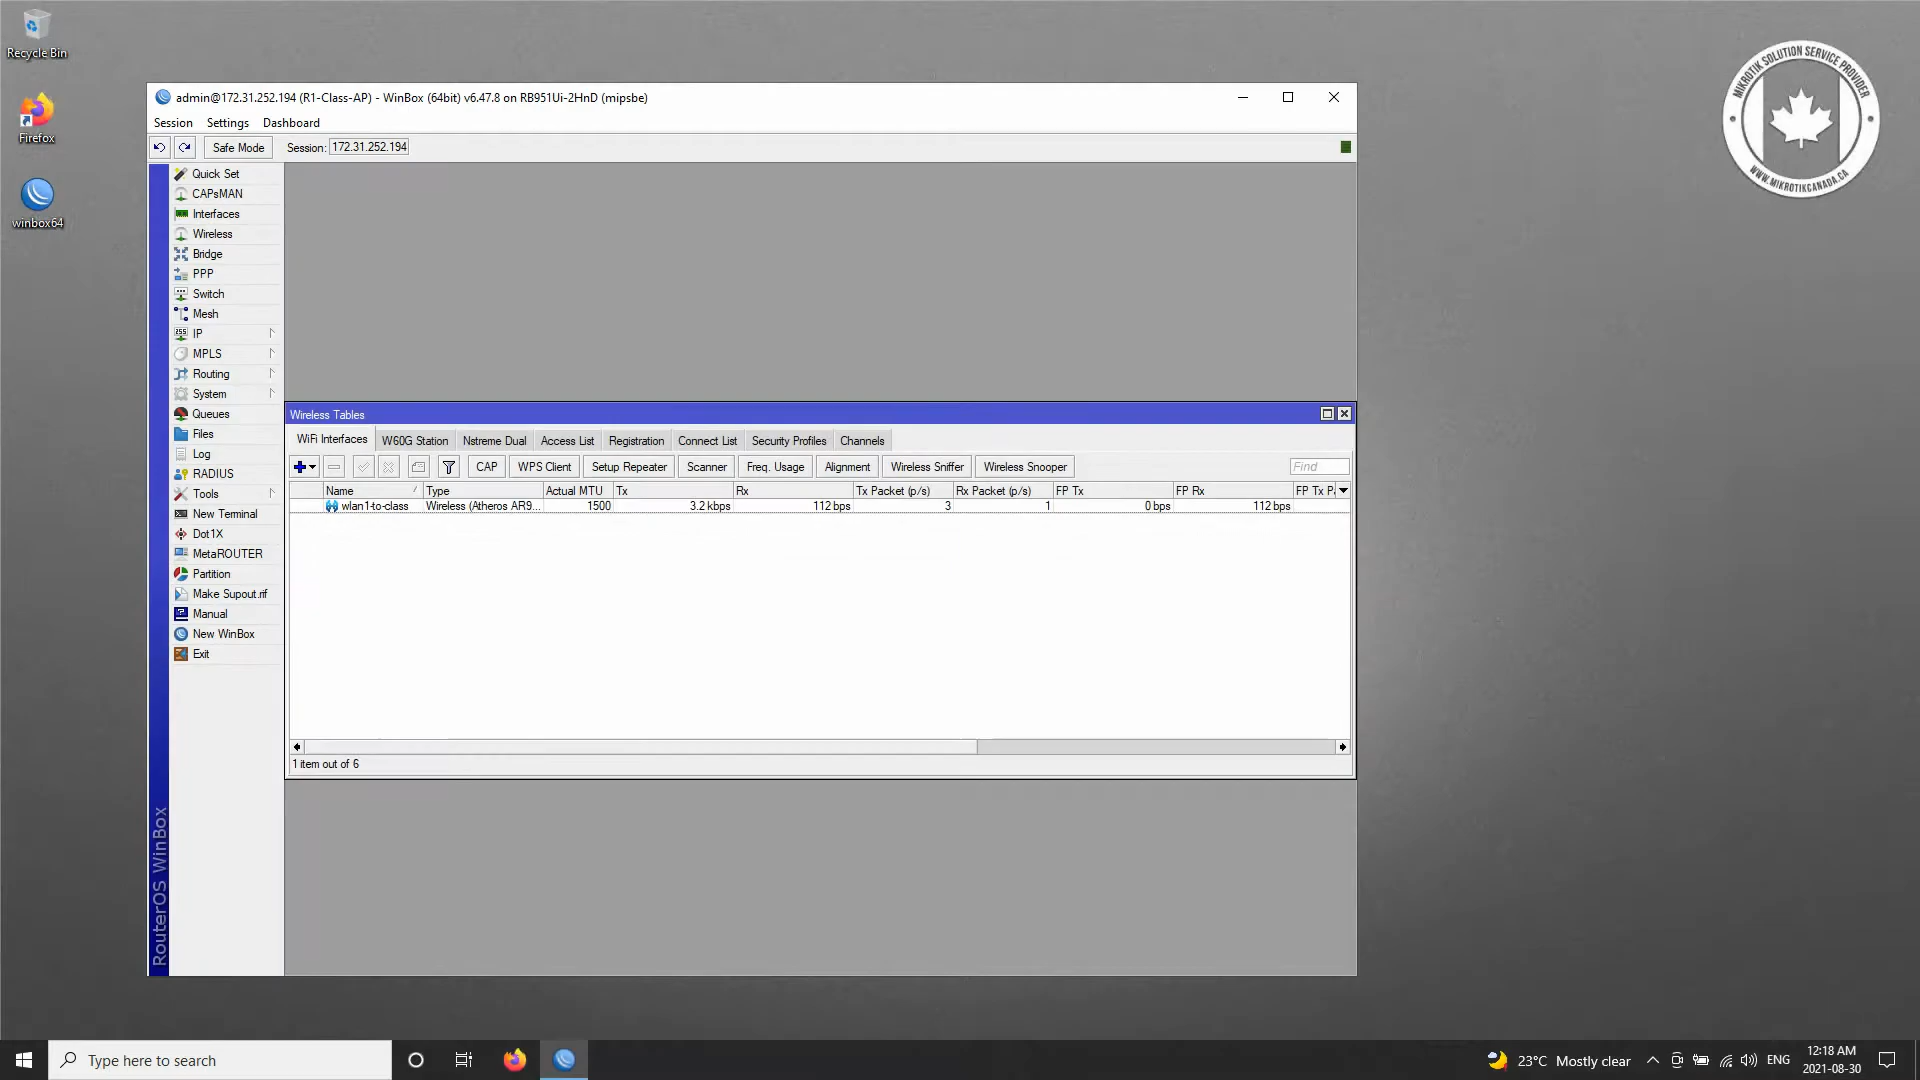 Recycle Bin
Firefox
winbox64
MIKROTIK SOLUTION SERVICE PROVIDER
WWW.MIKROTIKCANADA.CA
admin@172.31.252.194 (R1-Class-AP) - WinBox (64bit) v6.47.8 on RB951Ui-2HnD (mipsbe)
Session Settings Dashboard
Safe Mode Session: 172.31.252.194
Quick Set
CAPsMAN
Interfaces
Wireless
Bridge
PPP
Switch
Mesh
IP
MPLS
Routing
System
Queues
Files
Log
RADIUS
Tools
New Terminal
Dot1X
MetaROUTER
Partition
Make Supout.rif
Manual
New WinBox
Exit
RouterOS WinBox
Wireless Tables
WiFi Interfaces W60G Station Nstreme Dual Access List Registration Connect List Security Profiles Channels
CAP WPS Client Setup Repeater Scanner Freq. Usage Alignment Wireless Sniffer Wireless Snooper Find
Name Type Actual MTU Tx Rx Tx Packet (p/s) Rx Packet (p/s) FP Tx FP Rx FP Tx P
wlan1-to-class Wireless (Atheros AR9... 1500 3.2 kbps 112 bps 3 1 0 bps 112 bps
1 item out of 6
Type here to search
23°C Mostly clear ENG 12:18 AM
2021-08-30